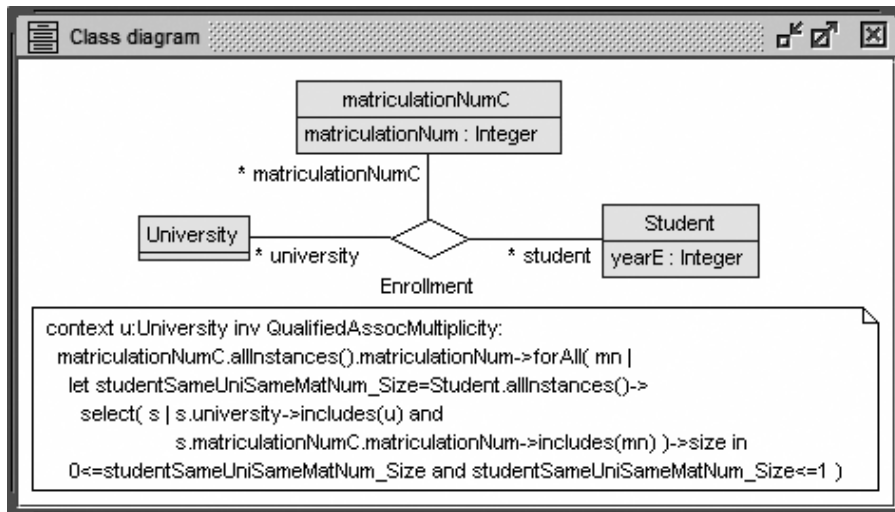 Class diagram
matriculationNumC
matriculationNum : Integer
* matriculationNumC
University
* university
Enrollment
* student
Student
yearE : Integer
context u:University inv QualifiedAssocMultiplicity:
matriculationNumC.allInstances().matriculationNum->forAll( mn |
let studentSameUniSameMatNum_Size=Student.allInstances()->
select( s | s.university->includes(u) and
s.matriculationNumC.matriculationNum->includes(mn) )->size in
0<=studentSameUniSameMatNum_Size and studentSameUniSameMatNum_Size<=1 )